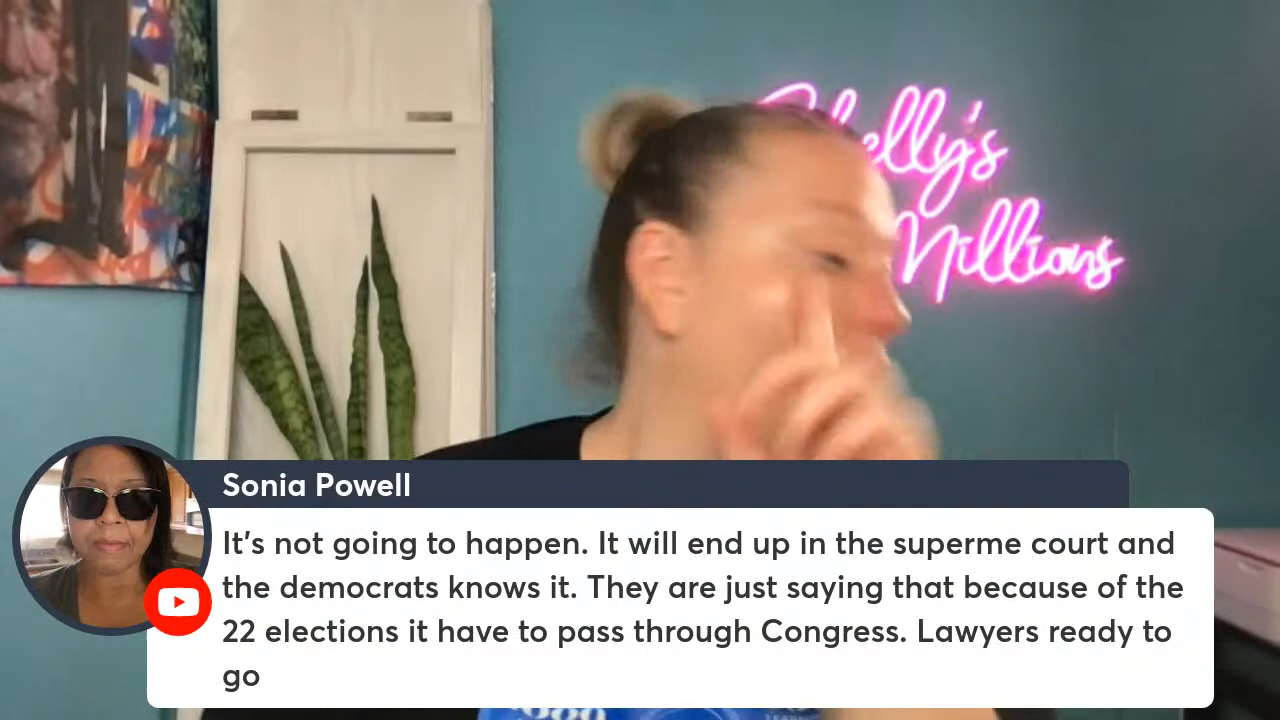 Shelly's
Millions
Sonia Powell
It's not going to happen. It will end up in the superme court and
the democrats knows it. They are just saying that because of the
22 elections it have to pass through Congress. Lawyers ready to
go